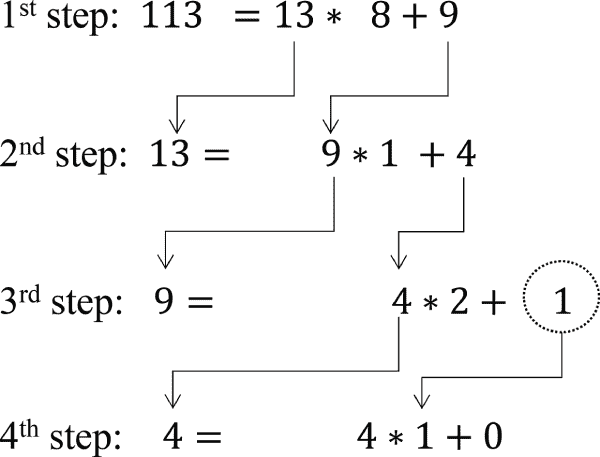 1st step: 113 = 13 ∗ 8 + 9
2nd step: 13 = 9 ∗ 1 + 4
3rd step: 9 = 4 ∗ 2 + 1
4th step: 4 = 4 ∗ 1 + 0